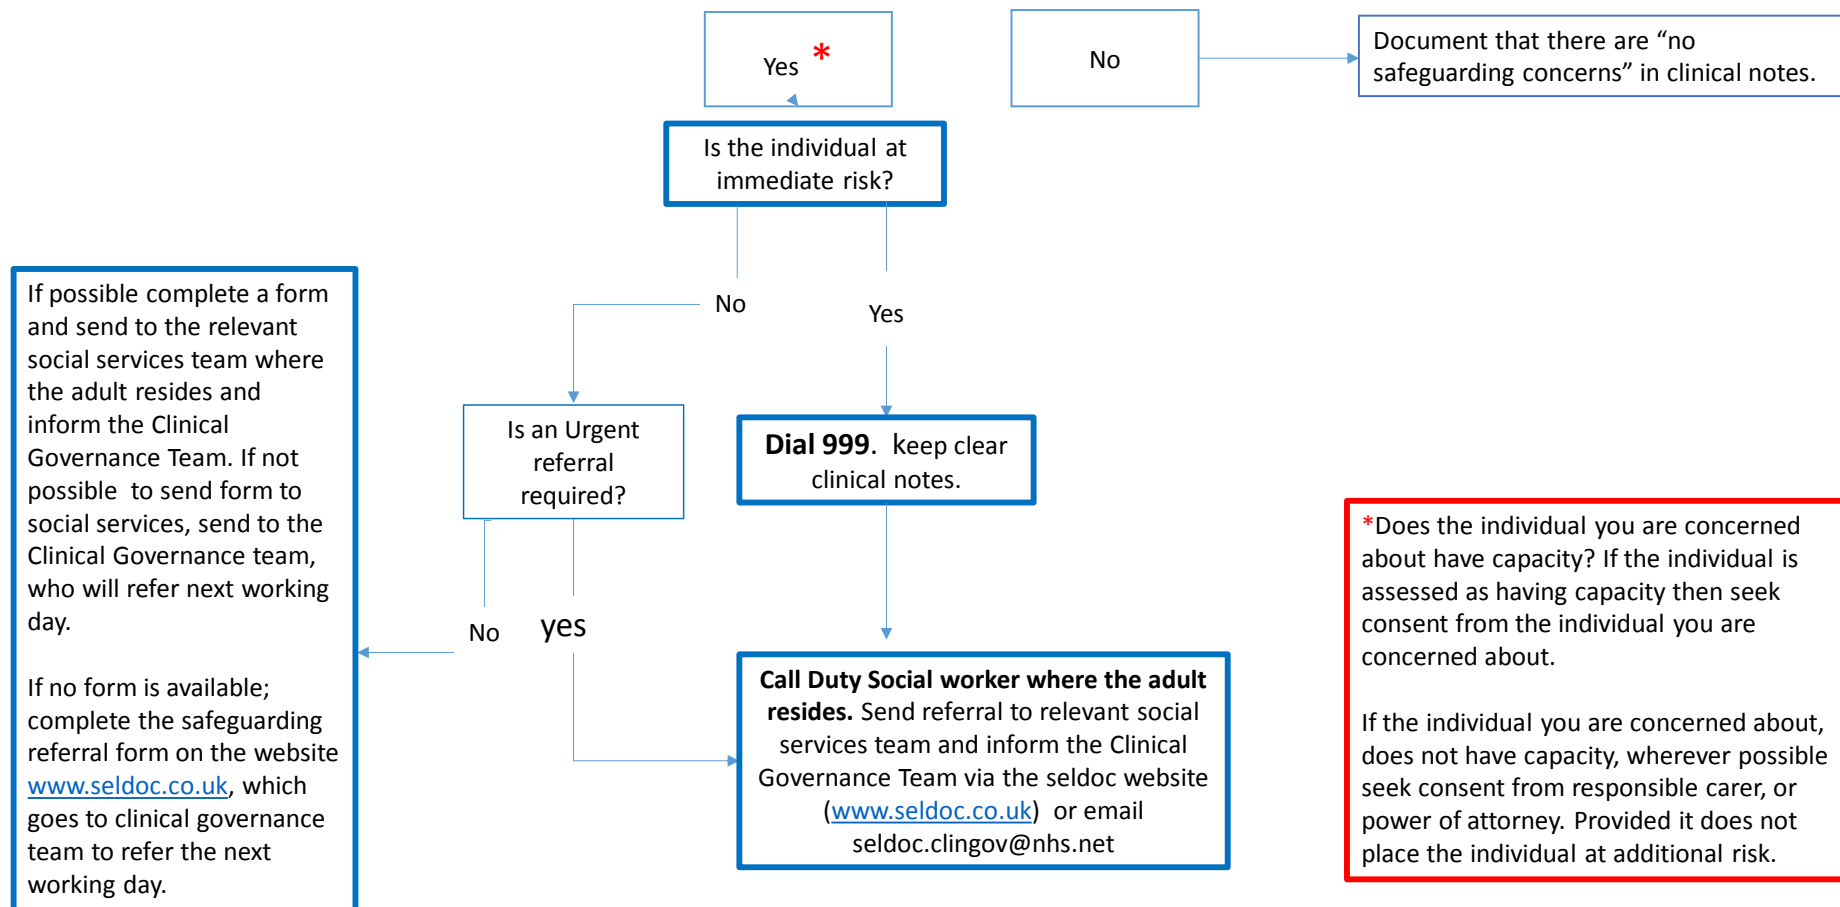 Yes *
No
Document that there are “no
safeguarding concerns” in clinical notes.
Is the individual at
immediate risk?
No
Yes
If possible complete a form
and send to the relevant
social services team where
the adult resides and
inform the Clinical
Governance Team. If not
possible to send form to
social services, send to the
Clinical Governance team,
who will refer next working
day.
If no form is available;
complete the safeguarding
referral form on the website
www.seldoc.co.uk, which
goes to clinical governance
team to refer the next
working day.
Is an Urgent
referral
required?
Dial 999. keep clear
clinical notes.
No
yes
Call Duty Social worker where the adult
resides. Send referral to relevant social
services team and inform the Clinical
Governance Team via the seldoc website
(www.seldoc.co.uk) or email
seldoc.clingov@nhs.net
*Does the individual you are concerned
about have capacity? If the individual is
assessed as having capacity then seek
consent from the individual you are
concerned about.
If the individual you are concerned about,
does not have capacity, wherever possible
seek consent from responsible carer, or
power of attorney. Provided it does not
place the individual at additional risk.